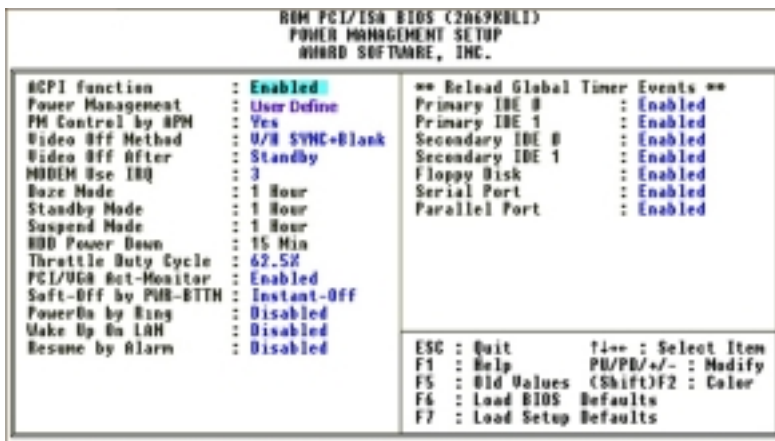 ROM PCI/ISA BIOS (2A69KDLI)
POWER MANAGEMENT SETUP
AWARD SOFTWARE, INC.
ACPI function : Enabled
Power Management : User Define
PM Control by APM : Yes
Video Off Method : V/H SYNC+Blank
Video Off After : Standby
MODEM Use IRQ : 3
Doze Mode : 1 Hour
Standby Mode : 1 Hour
Suspend Mode : 1 Hour
HDD Power Down : 15 Min
Throttle Duty Cycle : 62.5%
PCI/VGA Act-Monitor : Enabled
Soft-Off by PWR-BTTN : Instant-Off
PowerOn by Ring : Disabled
Wake Up On LAN : Disabled
Resume by Alarm : Disabled
** Reload Global Timer Events **
Primary IDE 0 : Enabled
Primary IDE 1 : Enabled
Secondary IDE 0 : Enabled
Secondary IDE 1 : Enabled
Floppy Disk : Enabled
Serial Port : Enabled
Parallel Port : Enabled
ESC : Quit ↑↓→← : Select Item
F1 : Help PU/PD/+/- : Modify
F5 : Old Values (Shift)F2 : Color
F6 : Load BIOS Defaults
F7 : Load Setup Defaults